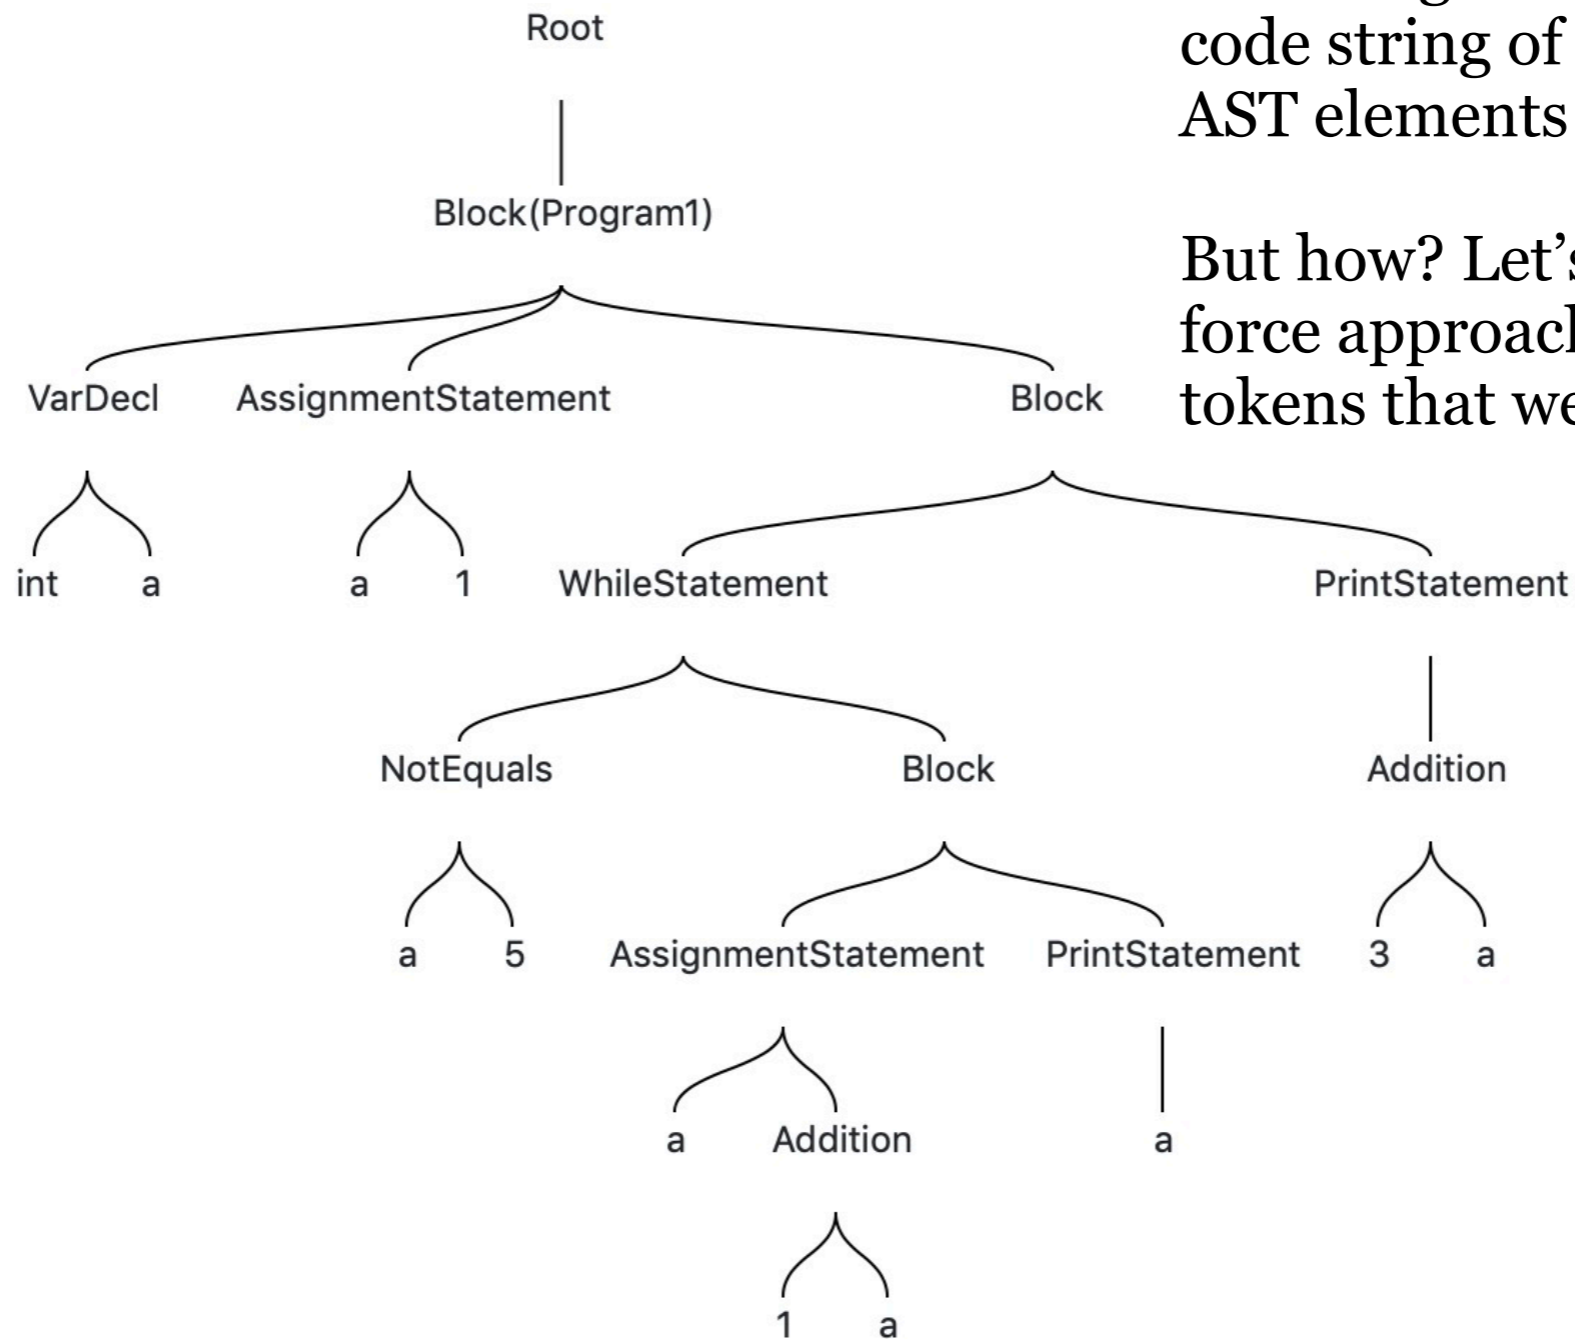 Root
code string of
AST elements
Block(Program1)
But how? Let's
force approach
tokens that we
VarDecl AssignmentStatement Block
int a a 1 WhileStatement PrintStatement
NotEquals Block Addition
a 5 AssignmentStatement PrintStatement 3 a
a Addition a
1 a